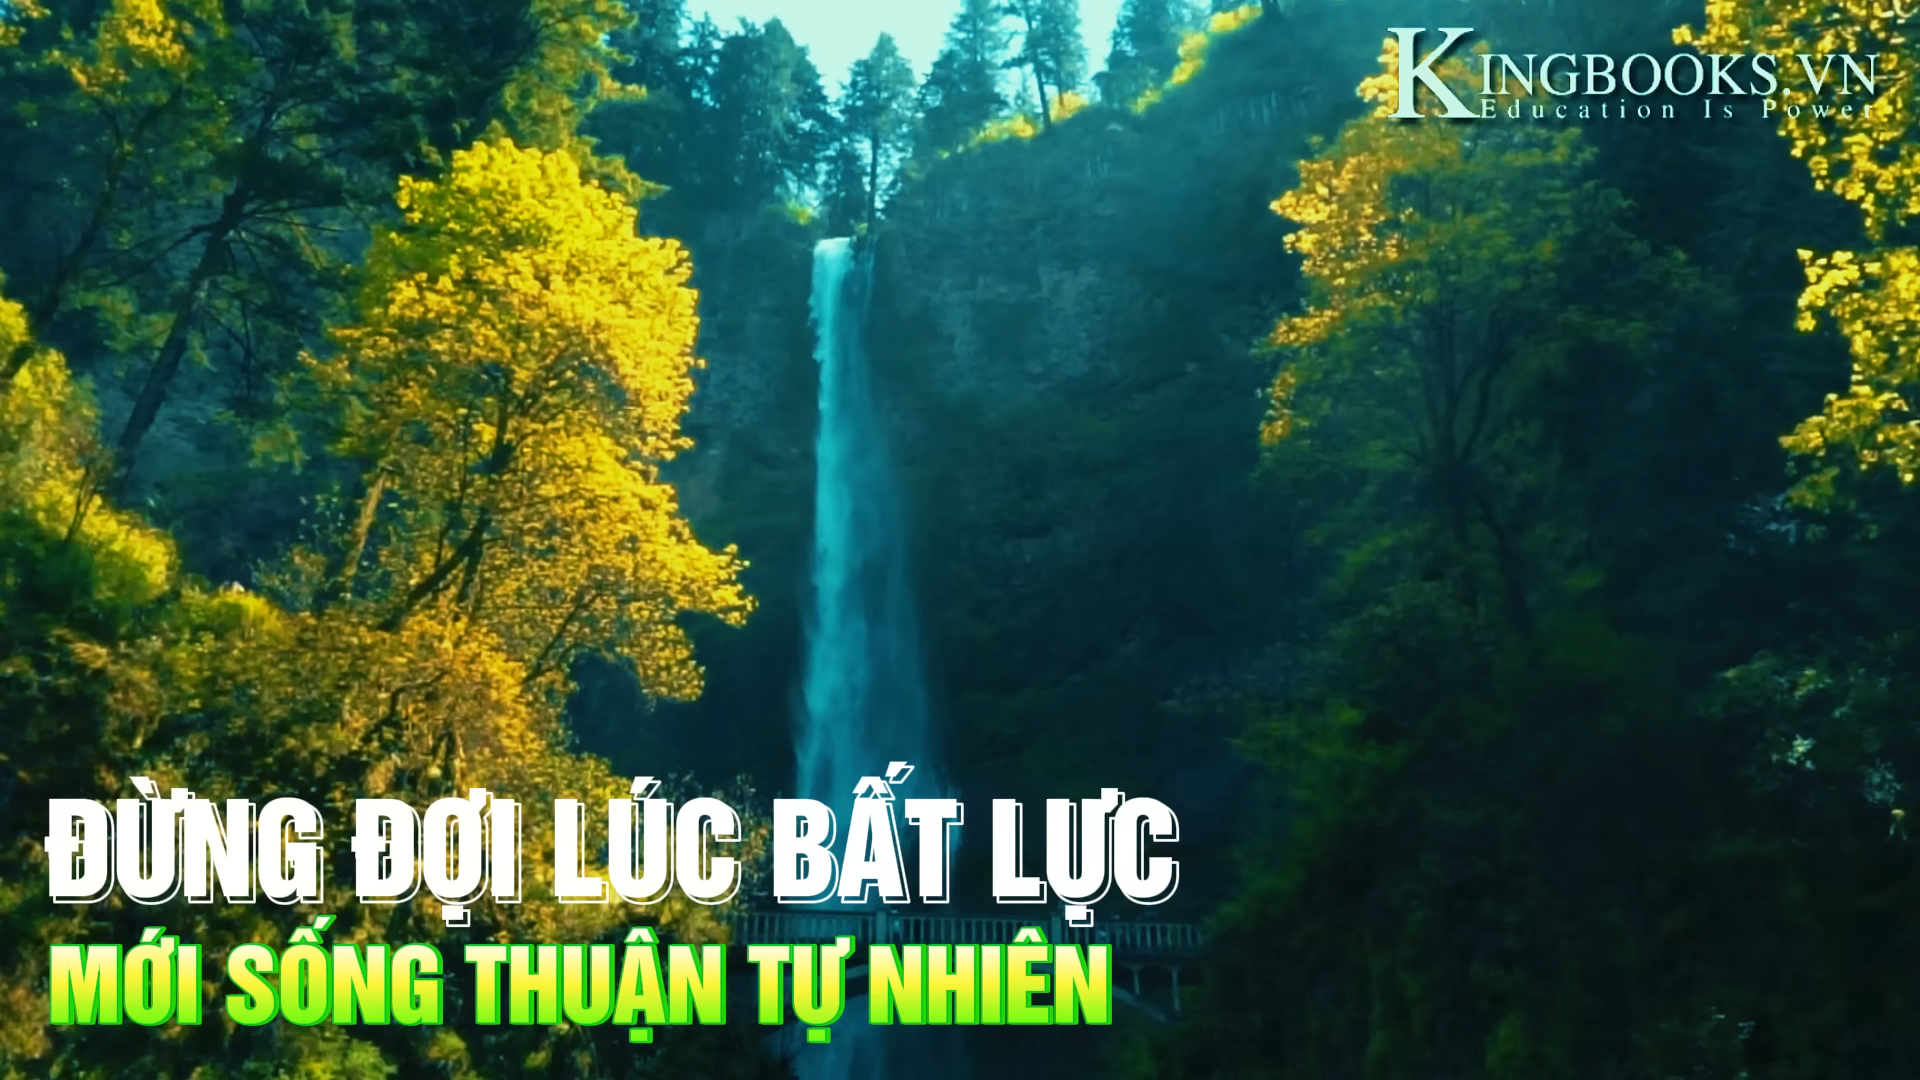 KINGBOOKS.VN
Education Is Power
ĐỪNG ĐỢI LÚC BẤT LỰC
MỚI SỐNG THUẬN TỰ NHIÊN